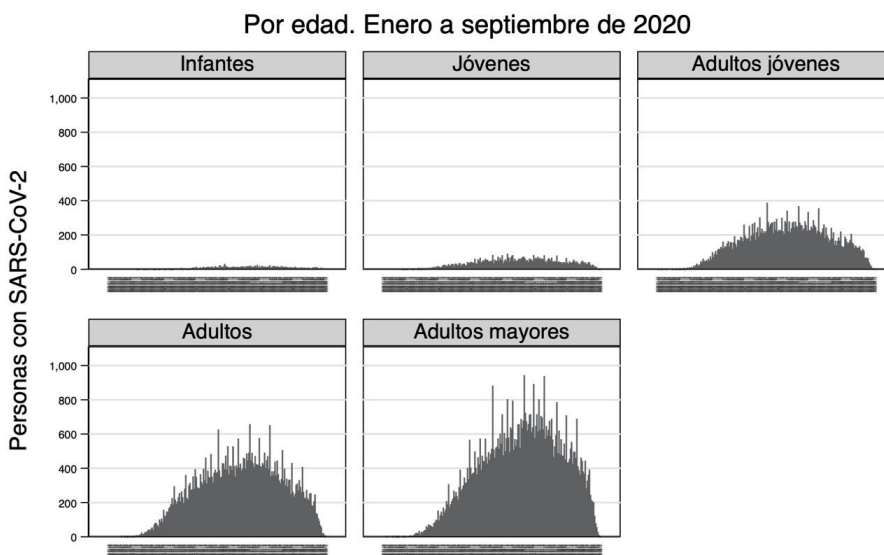 Por edad. Enero a septiembre de 2020
Infantes
Jóvenes
Adultos jóvenes
Personas con SARS-CoV-2
1,000
800
600
400
200
0
Adultos
Adultos mayores
1,000
800
600
400
200
0